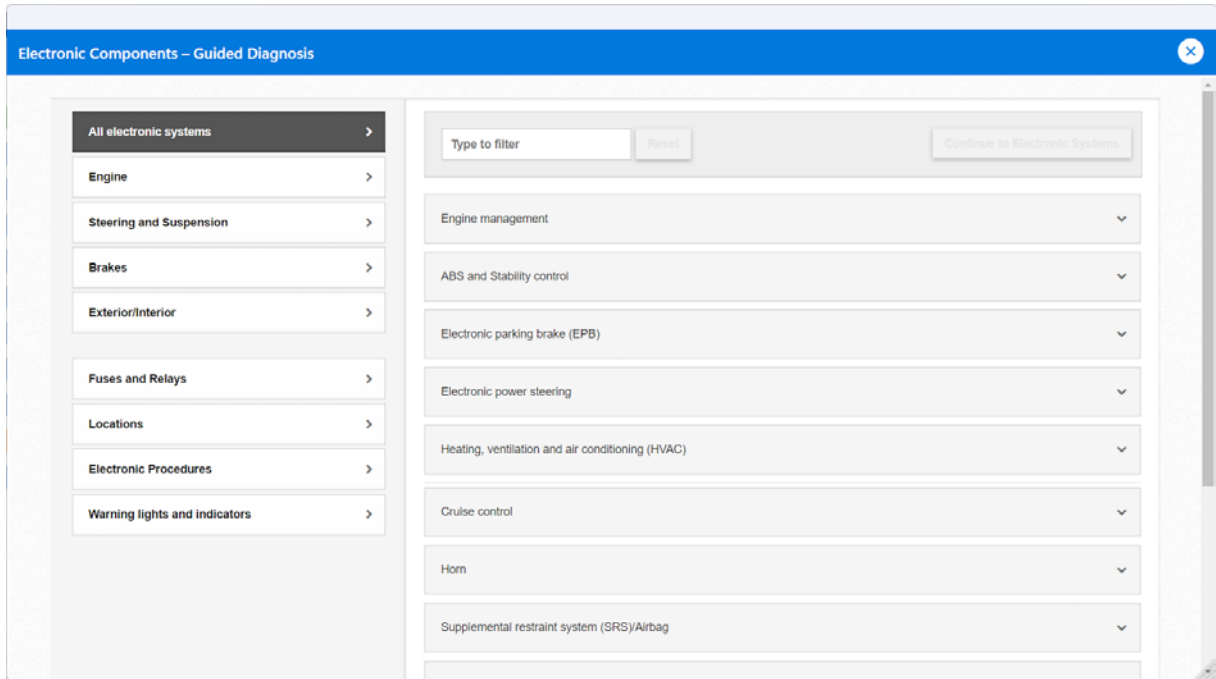 Electronic Components – Guided Diagnosis
All electronic systems
Engine
Steering and Suspension
Brakes
Exterior/Interior
Fuses and Relays
Locations
Electronic Procedures
Warning lights and indicators
Type to filter
Reset
Continue to Electronic Systems
Engine management
ABS and Stability control
Electronic parking brake (EPB)
Electronic power steering
Heating, ventilation and air conditioning (HVAC)
Cruise control
Horn
Supplemental restraint system (SRS)/Airbag